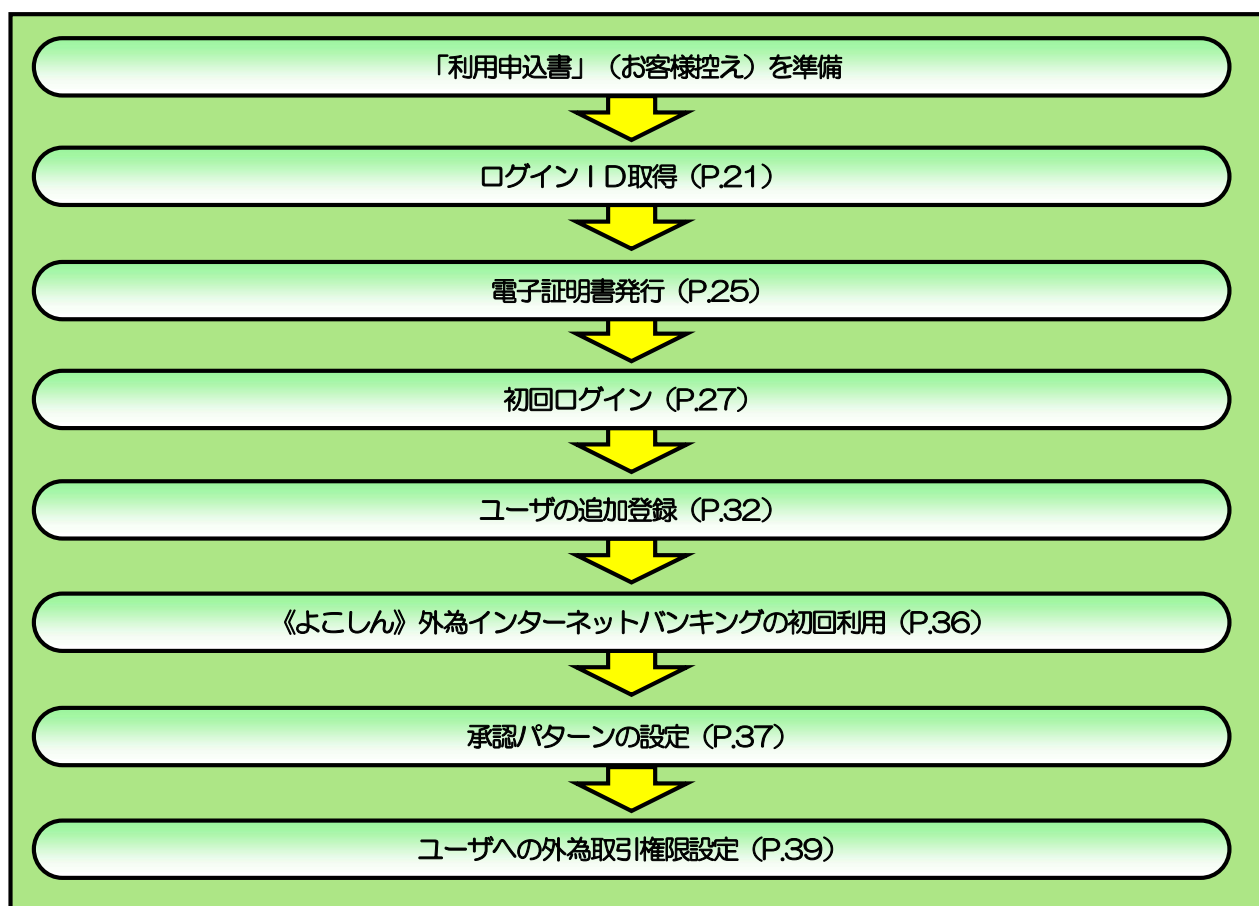 「利用申込書」（お客様控え）を準備
ログインＩＤ取得（P.21）
電子証明書発行（P.25）
初回ログイン（P.27）
ユーザの追加登録（P.32）
《よこしん》外為インターネットバンキングの初回利用（P.36）
承認パターンの設定（P.37）
ユーザへの外為取引権限設定（P.39）